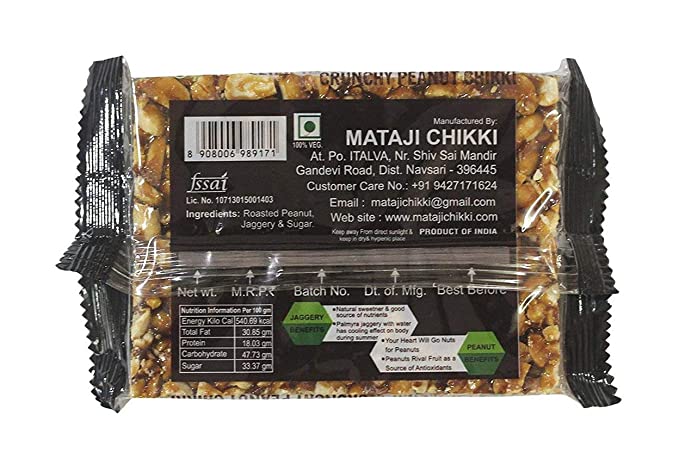 CRUNCHY PEANUT CHIKKI
8 908006 989171
100% VEG.
fssai
Lic. No. 10713015001403
Ingredients: Roasted Peanut,
Jaggery & Sugar.
Manufactured By:
MATAJI CHIKKI
At. Po. ITALVA, Nr. Shiv Sai Mandir
Gandevi Road, Dist. Navsari - 396445
Customer Care No.: +91 9427171624
Email : matajichikki@gmail.com
Web site : www.matajichikki.com
Keep away From direct sunlight &
keep in dry& hygienic place
PRODUCT OF INDIA
Net wt. M.R.P.₹ Batch No. Dt. of Mfg. Best Before
Nutrition Information Per 100 gm
Energy Kilo Cal 540.69 kcal
Total Fat 30.85 gm
Protein 18.03 gm
Carbohydrate 47.73 gm
Sugar 33.37 gm
JAGGERY
BENEFITS
•Natural sweetner & good
source of nutrients
•Palmyra jaggery with water
has cooling effect on body
during summer
•Your Heart Will Go Nuts
for Peanuts
•Peanuts Rival Fruit as a
Source of Antioxidants
PEANUT
BENEFITS